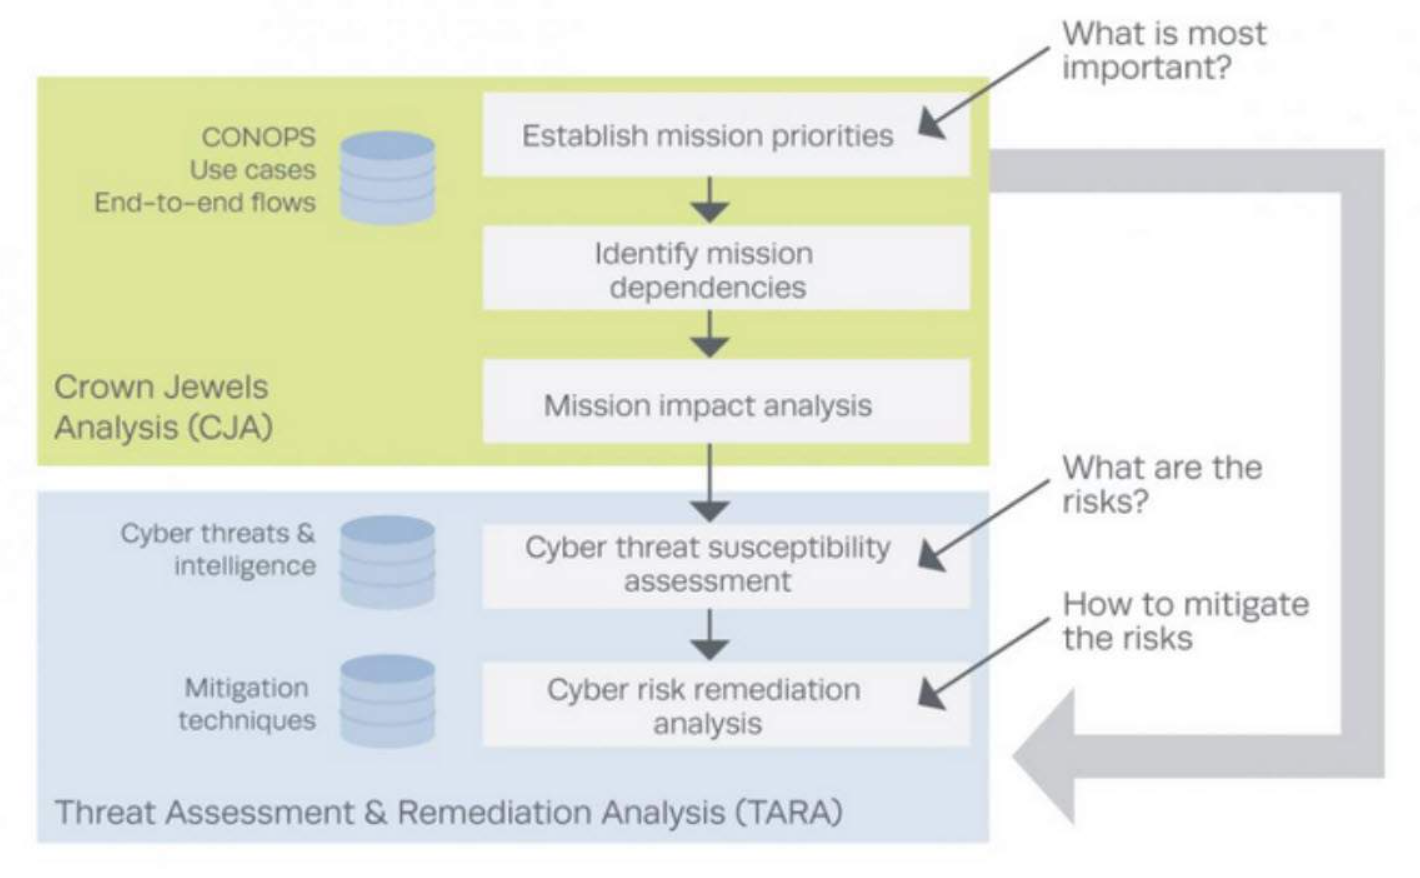 What is most
important?
CONOPS
Use cases
End-to-end flows
Establish mission priorities
Identify mission
dependencies
Crown Jewels
Analysis (CJA)
Mission impact analysis
What are the
risks?
Cyber threats &
intelligence
Cyber threat susceptibility
assessment
How to mitigate
the risks
Mitigation
techniques
Cyber risk remediation
analysis
Threat Assessment & Remediation Analysis (TARA)